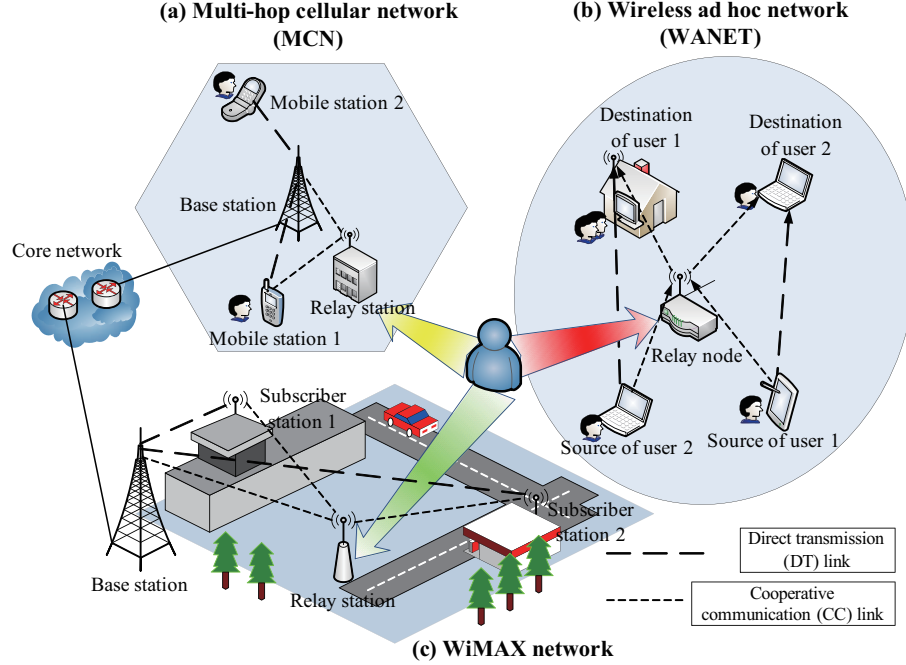 (a) Multi-hop cellular network
(MCN)
(b) Wireless ad hoc network
(WANET)
Mobile station 2
Base station
Relay station
Mobile station 1
Core network
Destination
of user 1
Destination
of user 2
Relay node
Source of user 2
Source of user 1
Subscriber
station 1
Subscriber
station 2
Base station
Relay station
Direct transmission
(DT) link
Cooperative
communication (CC) link
(c) WiMAX network